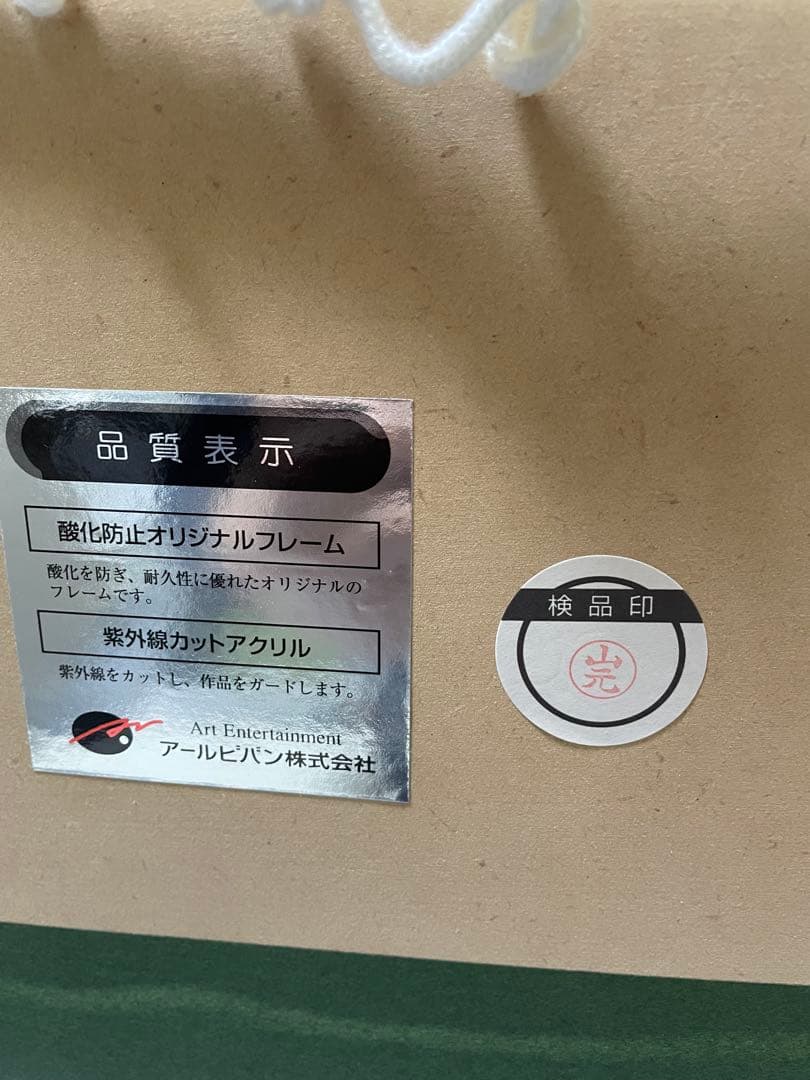 品質表示
酸化防止オリジナルフレーム
酸化を防ぎ、耐久性に優れたオリジナルの
フレームです。
紫外線カットアクリル
紫外線をカットし、作品をガードします。
Art Entertainment
アールビバン株式会社
検品印
山元